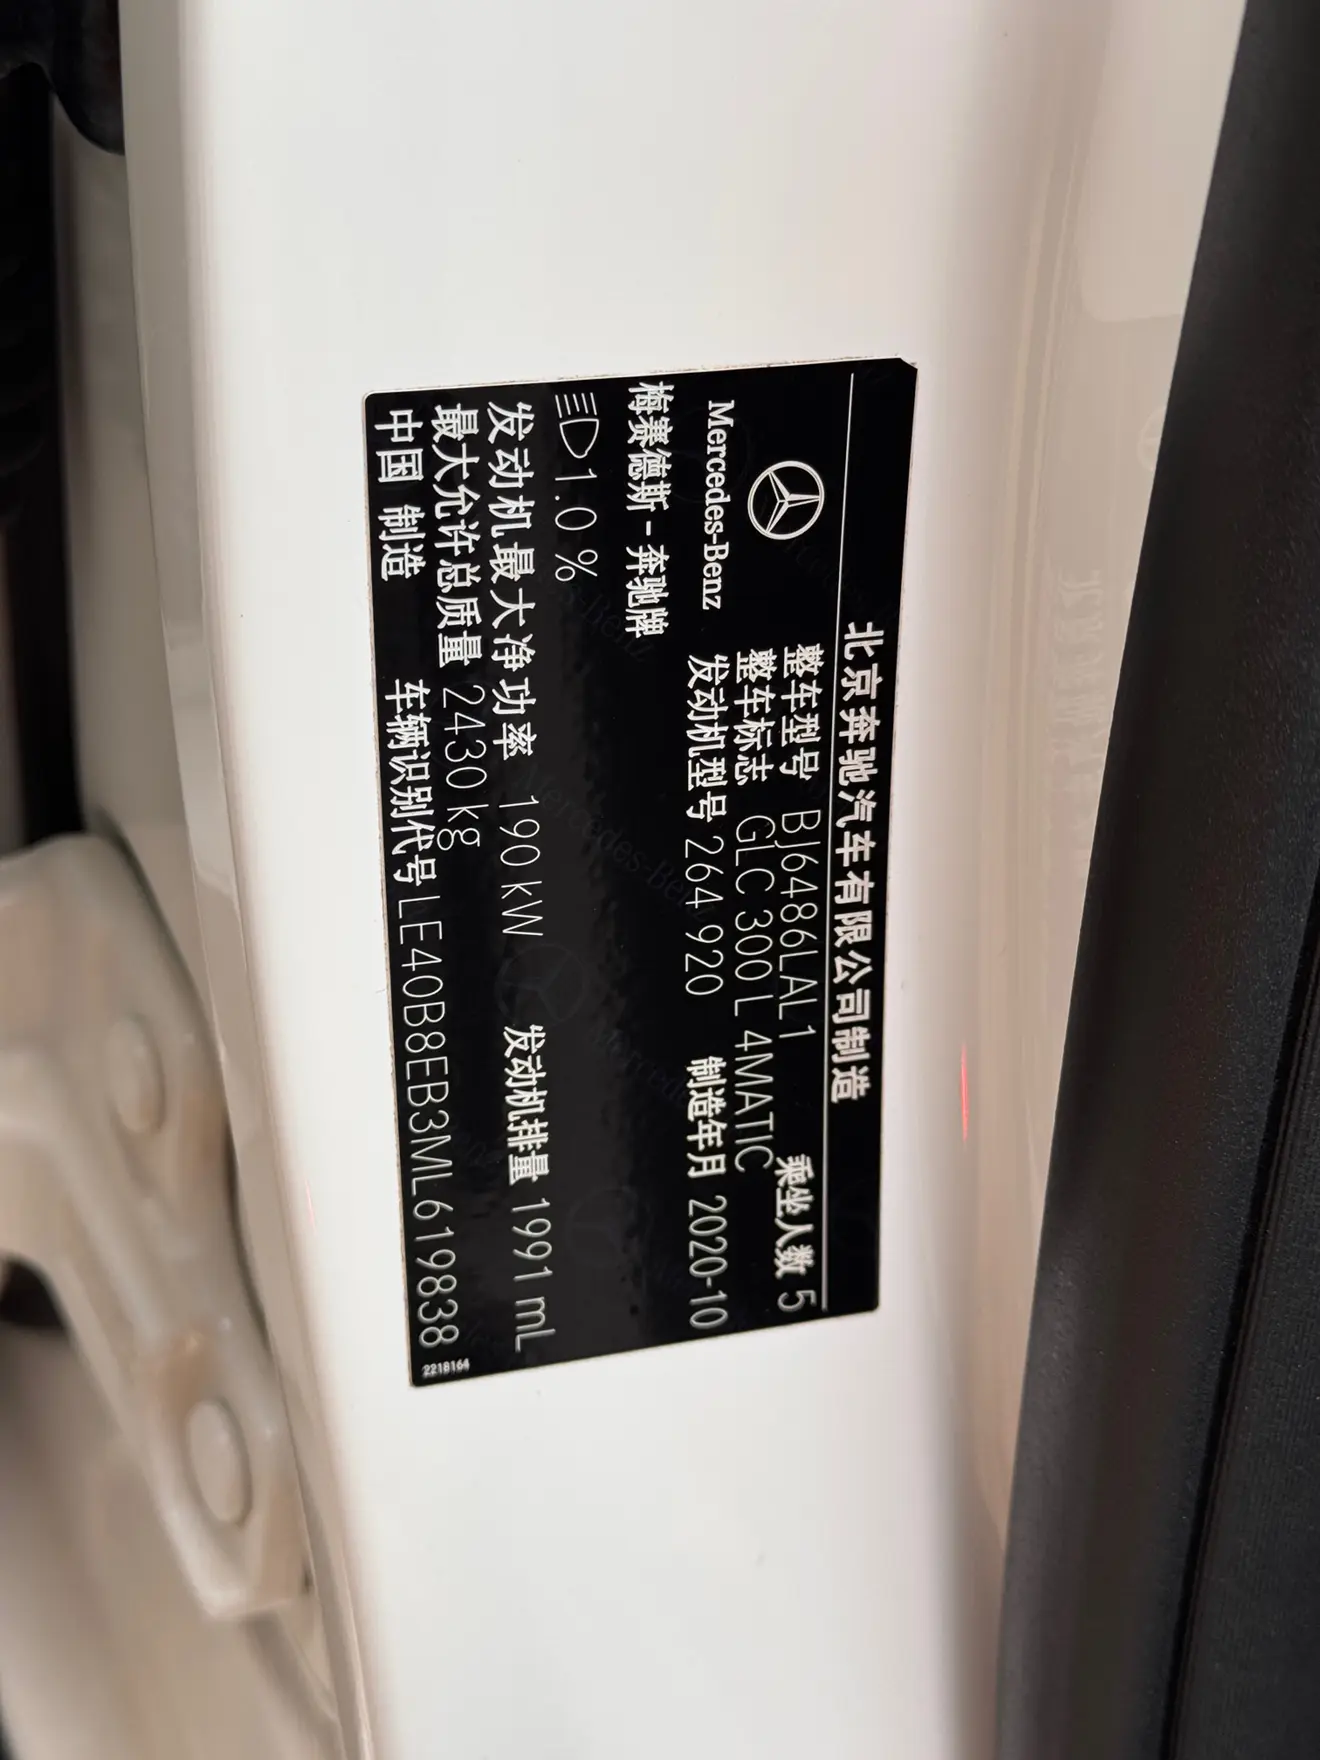 北京奔驰汽车有限公司制造
Mercedes-Benz
梅赛德斯-奔驰牌
整车型号 BJ6486LAL1 乘坐人数 5
整车标志 GLC 300 L 4MATIC
发动机型号 264 920 制造年月 2020-10
1.0%
发动机最大净功率 190 kW 发动机排量 1991 mL
最大允许总质量 2430 kg
中国 制造 车辆识别代号 LE40B8EB3ML619838
2218164